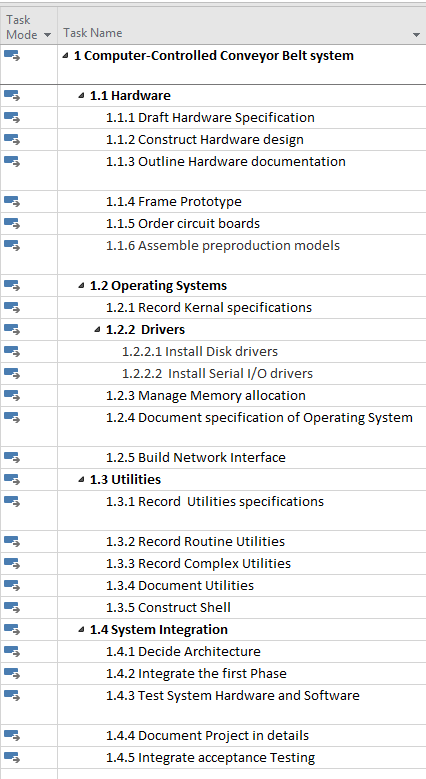 Task
Mode
Task Name
1 Computer-Controlled Conveyor Belt system
1.1 Hardware
1.1.1 Draft Hardware Specification
1.1.2 Construct Hardware design
1.1.3 Outline Hardware documentation
1.1.4 Frame Prototype
1.1.5 Order circuit boards
1.1.6 Assemble preproduction models
1.2 Operating Systems
1.2.1 Record Kernal specifications
1.2.2 Drivers
1.2.2.1 Install Disk drivers
1.2.2.2 Install Serial I/O drivers
1.2.3 Manage Memory allocation
1.2.4 Document specification of Operating System
1.2.5 Build Network Interface
1.3 Utilities
1.3.1 Record Utilities specifications
1.3.2 Record Routine Utilities
1.3.3 Record Complex Utilities
1.3.4 Document Utilities
1.3.5 Construct Shell
1.4 System Integration
1.4.1 Decide Architecture
1.4.2 Integrate the first Phase
1.4.3 Test System Hardware and Software
1.4.4 Document Project in details
1.4.5 Integrate acceptance Testing